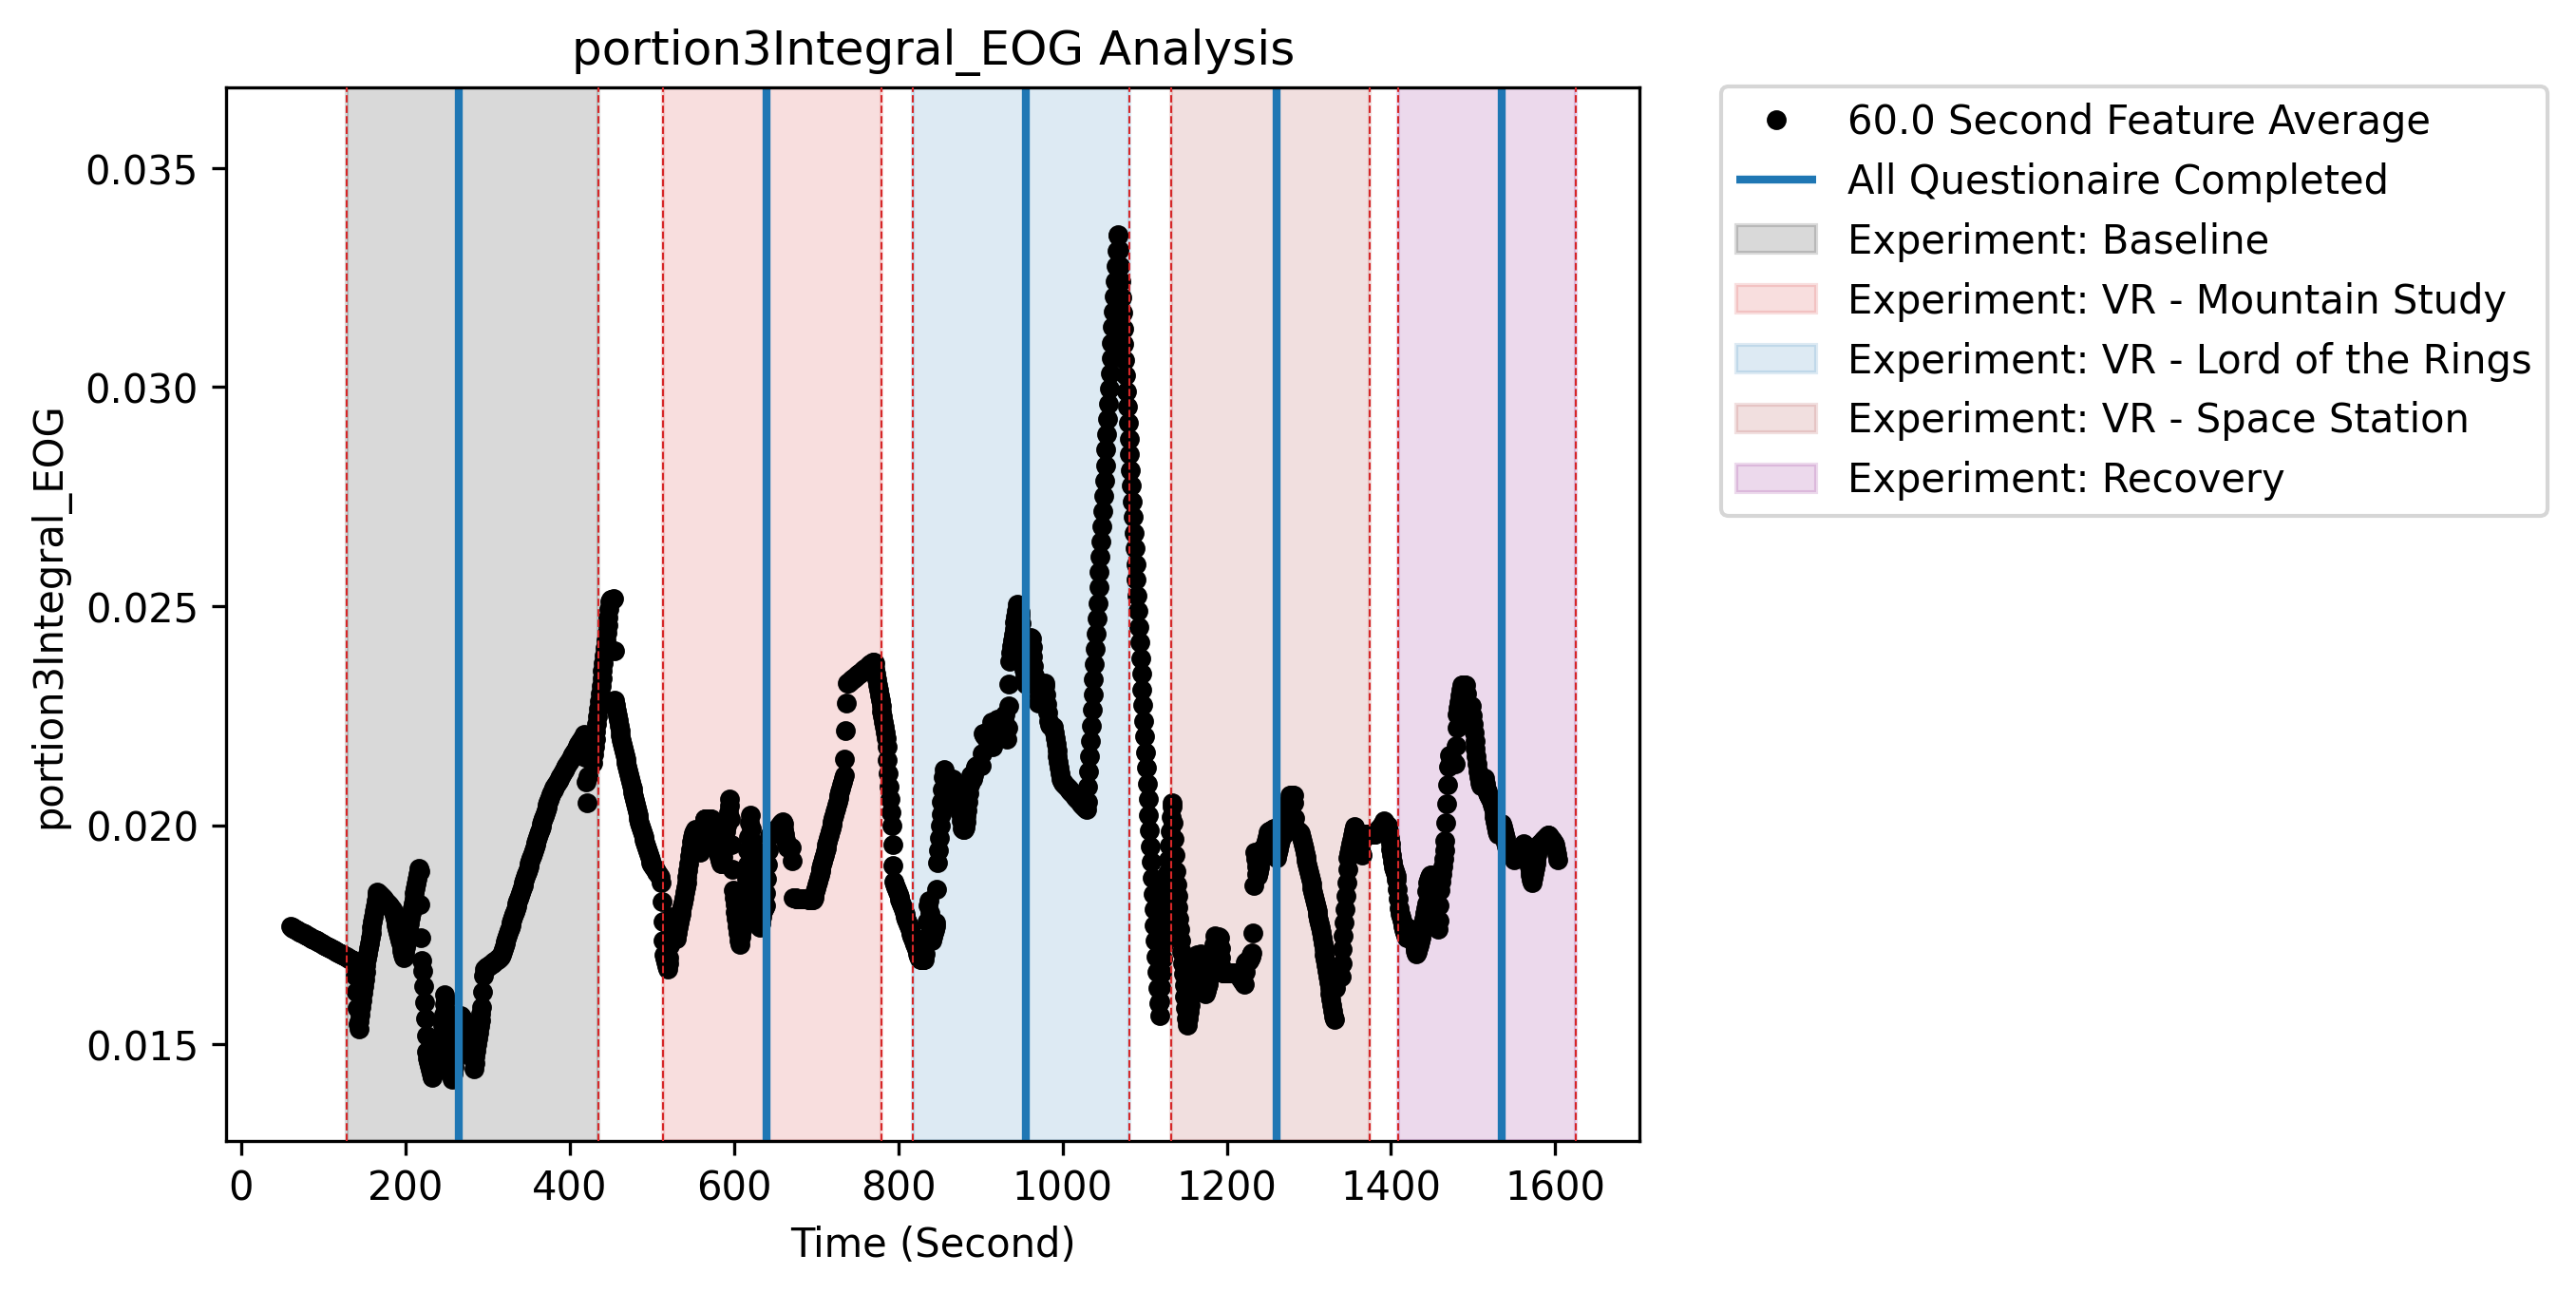 portion3Integral_EOG Analysis
0.035
0.030
0.025
0.020
0.015
portion3Integral_EOG
0 200 400 600 800 1000 1200 1400 1600
Time (Second)
60.0 Second Feature Average
All Questionaire Completed
Experiment: Baseline
Experiment: VR - Mountain Study
Experiment: VR - Lord of the Rings
Experiment: VR - Space Station
Experiment: Recovery